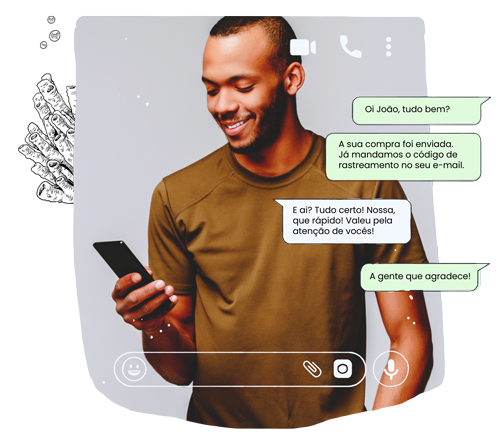 Oi João, tudo bem?
A sua compra foi enviada.
Já mandamos o código de
rastreamento no seu e-mail.
E aí? Tudo certo! Nossa,
que rápido! Valeu pela
atenção de vocês!
A gente que agradece!